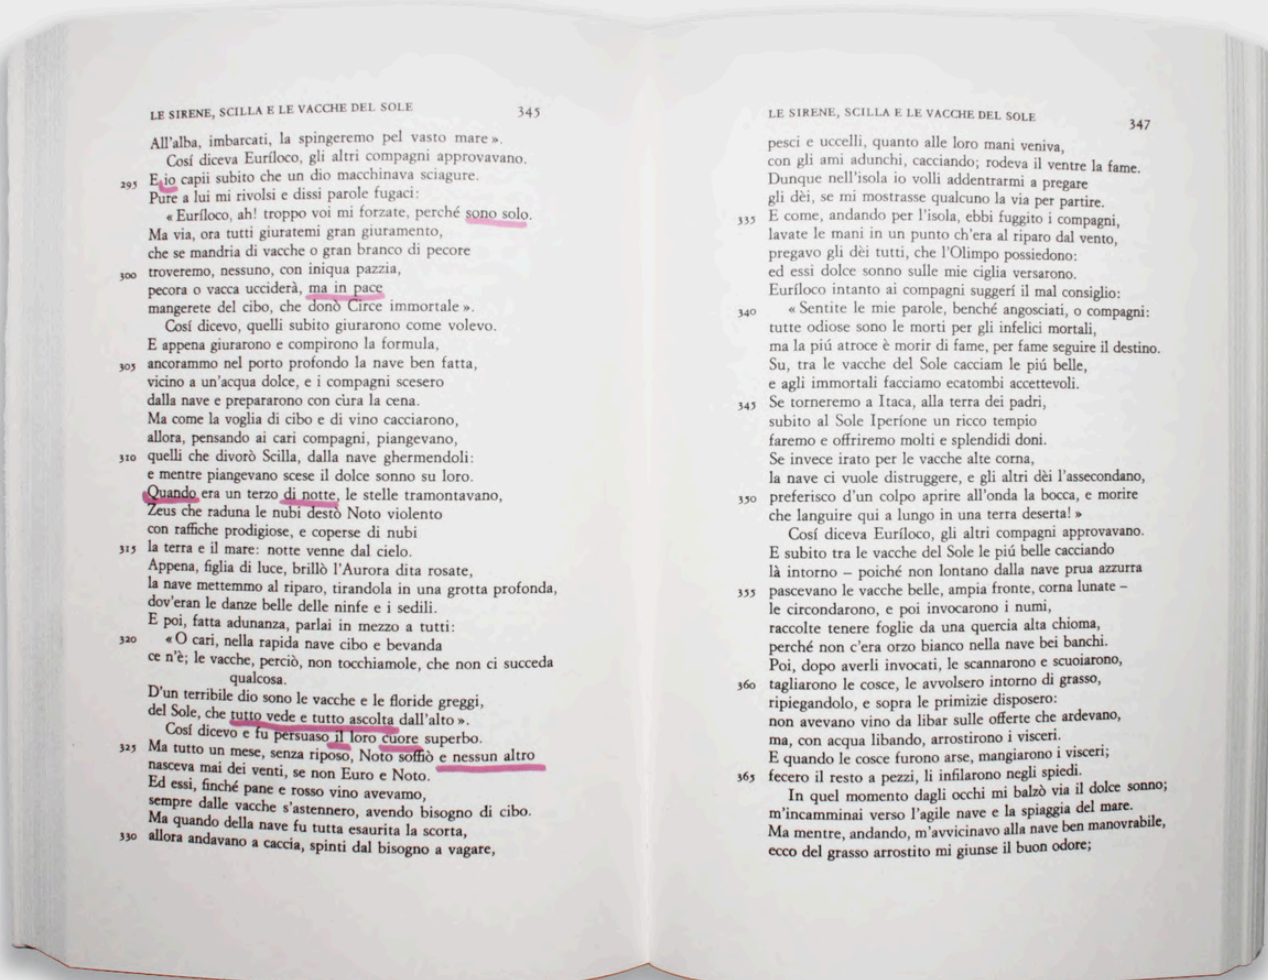 LE SIRENE, SCILLA E LE VACCHE DEL SOLE 345
All'alba, imbarcati, la spingeremo pel vasto mare ».
Cosí diceva Euríloco, gli altri compagni approvavano.
295 E io capii subito che un dio macchinava sciagure.
Pure a lui mi rivolsi e dissi parole fugaci:
« Euríloco, ah! troppo voi mi forzate, perché sono solo.
Ma via, ora tutti giuratemi gran giuramento,
che se mandria di vacche o gran branco di pecore
300 troveremo, nessuno, con iniqua pazzia,
pecora o vacca ucciderà, ma in pace
mangerete del cibo, che donò Circe immortale ».
Cosí dicevo, quelli subito giurarono come volevo.
E appena giurarono e compirono la formula,
305 ancorammo nel porto profondo la nave ben fatta,
vicino a un'acqua dolce, e i compagni scesero
dalla nave e prepararono con cura la cena.
Ma come la voglia di cibo e di vino cacciarono,
allora, pensando ai cari compagni, piangevano,
310 quelli che divorò Scilla, dalla nave ghermendoli:
e mentre piangevano scese il dolce sonno su loro.
Quando era un terzo di notte, le stelle tramontavano,
Zeus che raduna le nubi destò Noto violento
con raffiche prodigiose, e coperse di nubi
315 la terra e il mare: notte venne dal cielo.
Appena, figlia di luce, brillò l'Aurora dita rosate,
la nave mettemmo al riparo, tirandola in una grotta profonda,
dov'eran le danze belle delle ninfe e i sedili.
E poi, fatta adunanza, parlai in mezzo a tutti:
320 « O cari, nella rapida nave cibo e bevanda
ce n'è; le vacche, perciò, non tocchiamole, che non ci succeda
qualcosa.
D'un terribile dio sono le vacche e le floride greggi,
del Sole, che tutto vede e tutto ascolta dall'alto ».
Cosí dicevo e fu persuaso il loro cuore superbo.
325 Ma tutto un mese, senza riposo, Noto soffiò e nessun altro
nasceva mai dei venti, se non Euro e Noto.
Ed essi, finché pane e rosso vino avevamo,
sempre dalle vacche s'astennero, avendo bisogno di cibo.
Ma quando della nave fu tutta esaurita la scorta,
330 allora andavano a caccia, spinti dal bisogno a vagare,
LE SIRENE, SCILLA E LE VACCHE DEL SOLE 347
pesci e uccelli, quanto alle loro mani veniva,
con gli ami adunchi, cacciando; rodeva il ventre la fame.
Dunque nell'isola io volli addentrarmi a pregare
gli dèi, se mi mostrasse qualcuno la via per partire.
335 E come, andando per l'isola, ebbi fuggito i compagni,
lavate le mani in un punto ch'era al riparo dal vento,
pregavo gli dèi tutti, che l'Olimpo possiedono:
ed essi dolce sonno sulle mie ciglia versarono.
Euríloco intanto ai compagni suggerí il mal consiglio:
340 « Sentite le mie parole, benché angosciati, o compagni:
tutte odiose sono le morti per gli infelici mortali,
ma la piú atroce è morir di fame, per fame seguire il destino.
Su, tra le vacche del Sole cacciam le piú belle,
e agli immortali facciamo ecatombi accettevoli.
345 Se torneremo a Itaca, alla terra dei padri,
subito al Sole Iperíone un ricco tempio
faremo e offriremo molti e splendidi doni.
Se invece irato per le vacche alte corna,
la nave ci vuole distruggere, e gli altri dèi l'assecondano,
350 preferisco d'un colpo aprire all'onda la bocca, e morire
che languire qui a lungo in una terra deserta! »
Cosí diceva Euríloco, gli altri compagni approvavano.
E subito tra le vacche del Sole le piú belle cacciando
là intorno – poiché non lontano dalla nave prua azzurra
355 pascevano le vacche belle, ampia fronte, corna lunate –
le circondarono, e poi invocarono i numi,
raccolte tenere foglie da una quercia alta chioma,
perché non c'era orzo bianco nella nave bei banchi.
Poi, dopo averli invocati, le scannarono e scuoiarono,
360 tagliarono le cosce, le avvolsero intorno di grasso,
ripiegandolo, e sopra le primizie disposero:
non avevano vino da libar sulle offerte che ardevano,
ma, con acqua libando, arrostirono i visceri.
E quando le cosce furono arse, mangiarono i visceri;
365 fecero il resto a pezzi, li infilarono negli spiedi.
In quel momento dagli occhi mi balzò via il dolce sonno;
m'incamminai verso l'agile nave e la spiaggia del mare.
Ma mentre, andando, m'avvicinavo alla nave ben manovrabile,
ecco del grasso arrostito mi giunse il buon odore;